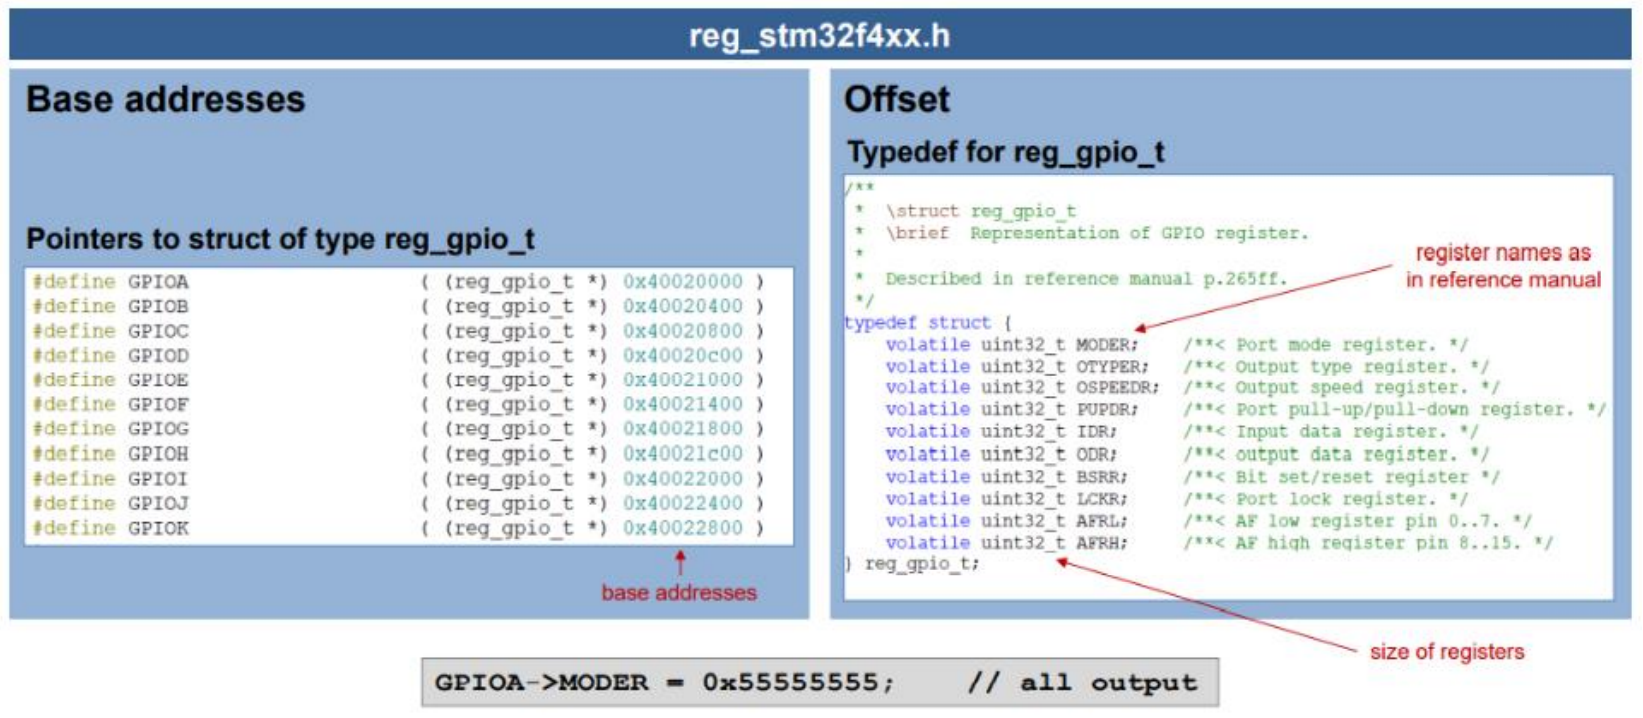 reg_stm32f4xx.h
Base addresses
Pointers to struct of type reg_gpio_t
#define GPIOA ( (reg_gpio_t *) 0x40020000 )
#define GPIOB ( (reg_gpio_t *) 0x40020400 )
#define GPIOC ( (reg_gpio_t *) 0x40020800 )
#define GPIOD ( (reg_gpio_t *) 0x40020c00 )
#define GPIOE ( (reg_gpio_t *) 0x40021000 )
#define GPIOF ( (reg_gpio_t *) 0x40021400 )
#define GPIOG ( (reg_gpio_t *) 0x40021800 )
#define GPIOH ( (reg_gpio_t *) 0x40021c00 )
#define GPIOI ( (reg_gpio_t *) 0x40022000 )
#define GPIOJ ( (reg_gpio_t *) 0x40022400 )
#define GPIOK ( (reg_gpio_t *) 0x40022800 )
base addresses
Offset
Typedef for reg_gpio_t
/**
* \struct reg_gpio_t
* \brief Representation of GPIO register.
*
* Described in reference manual p.265ff.
*/
register names as
in reference manual
typedef struct {
volatile uint32_t MODER; /**< Port mode register. */
volatile uint32_t OTYPER; /**< Output type register. */
volatile uint32_t OSPEEDR; /**< Output speed register. */
volatile uint32_t PUPDR; /**< Port pull-up/pull-down register. */
volatile uint32_t IDR; /**< Input data register. */
volatile uint32_t ODR; /**< output data register. */
volatile uint32_t BSRR; /**< Bit set/reset register */
volatile uint32_t LCKR; /**< Port lock register. */
volatile uint32_t AFRL; /**< AF low register pin 0..7. */
volatile uint32_t AFRH; /**< AF high register pin 8..15. */
} reg_gpio_t;
size of registers
GPIOA->MODER = 0x55555555; // all output